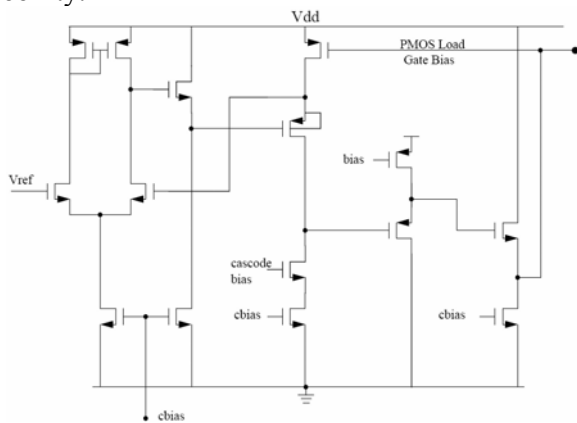 Vdd
PMOS Load
Gate Bias
bias
Vref
cascode
bias
cbias
cbias
cbias